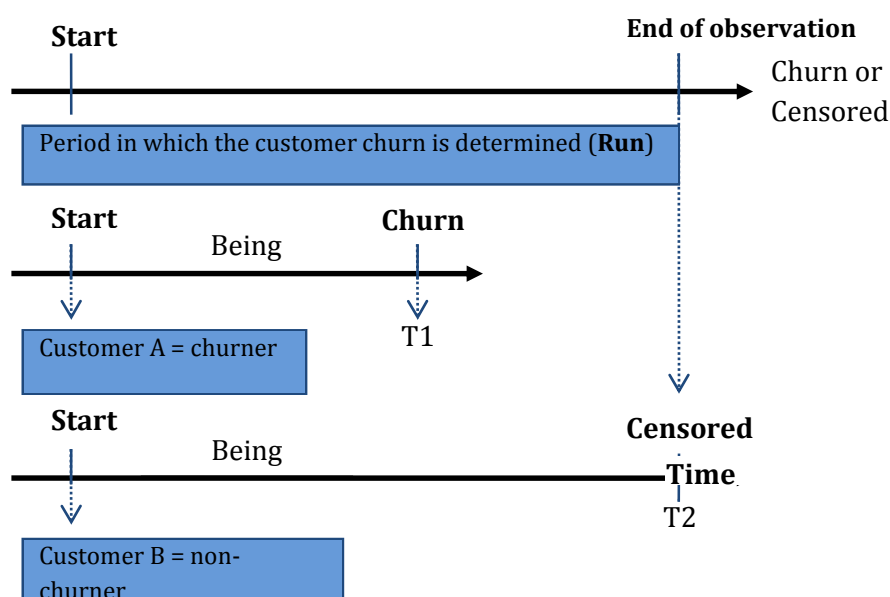 Start
End of observation
Churn or
Censored
Period in which the customer churn is determined (Run)
Start
Churn
Being
T1
Customer A = churner
Start
Censored
Being
Time.
T2
Customer B = non-
churner